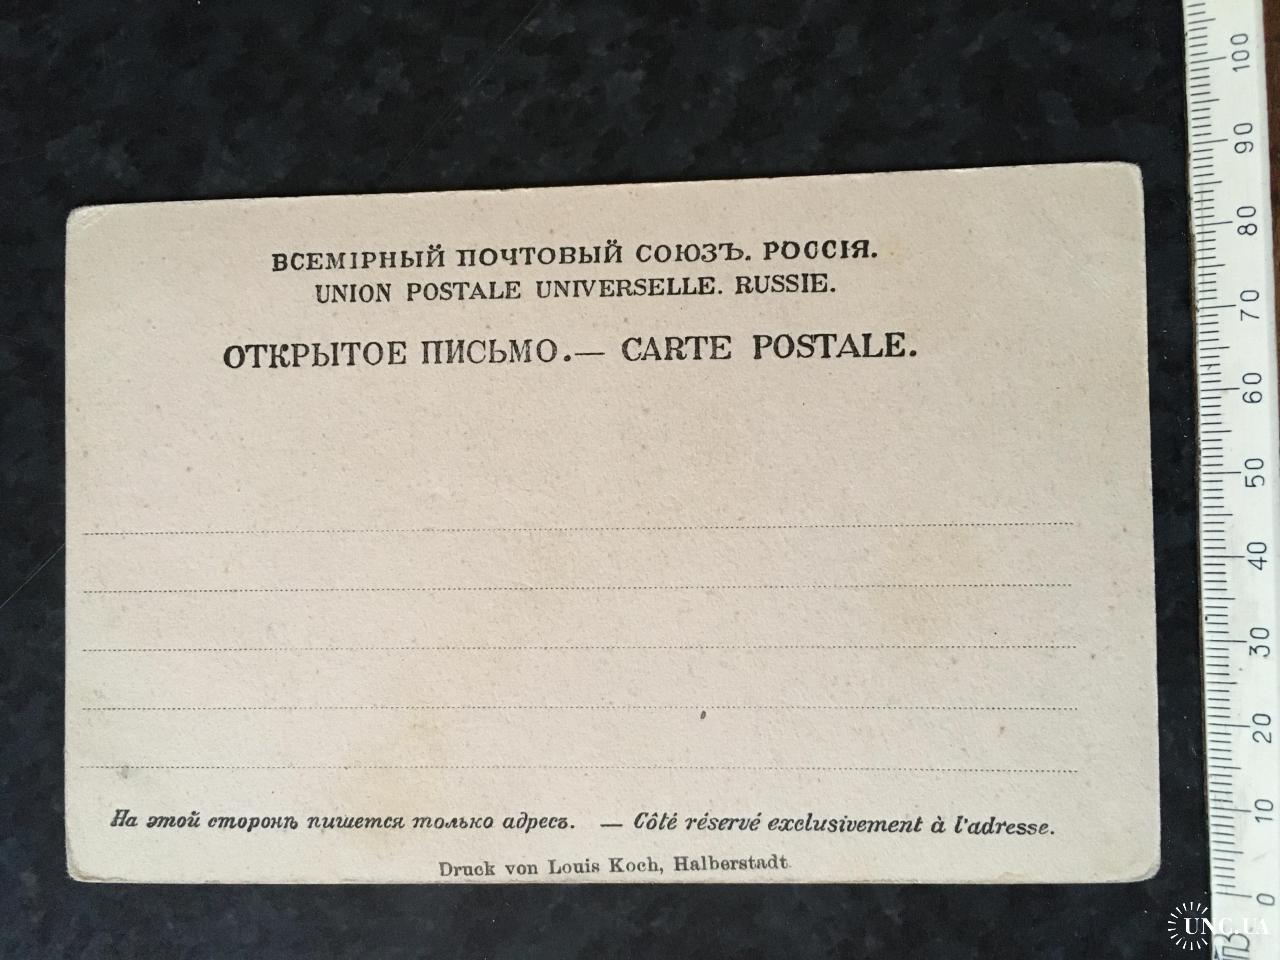 ВСЕМІРНЫЙ ПОЧТОВЫЙ СОЮЗЪ. РОССІЯ.
UNION POSTALE UNIVERSELLE. RUSSIE.
ОТКРЫТОЕ ПИСЬМО.— CARTE POSTALE.
На этой сторонѣ пишется только адресъ. — Côté réservé exclusivement à l'adresse.
Druck von Louis Koch, Halberstadt.
100
90
80
70
60
50
40
30
20
10
0
UNC.UA